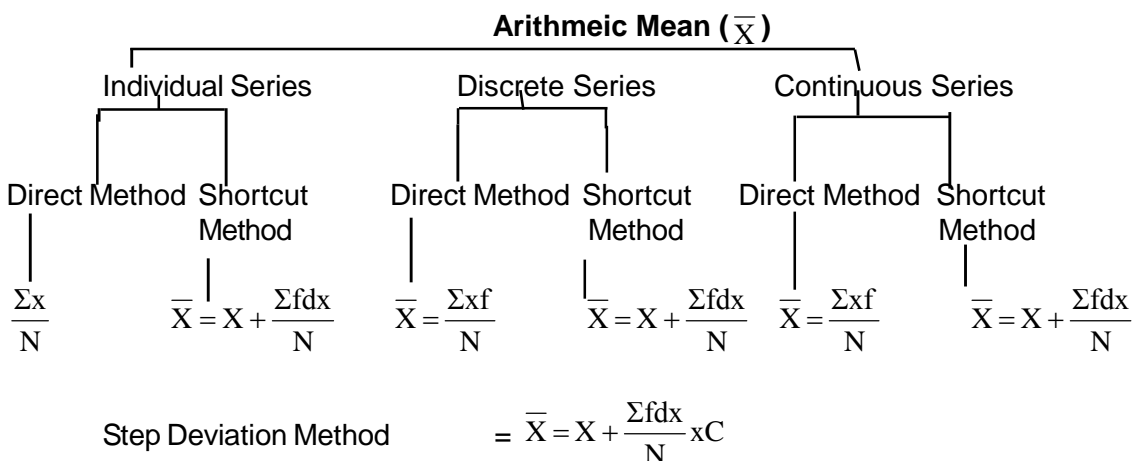 Arithmeic Mean ( X̅ )
Individual Series Discrete Series Continuous Series
Direct Method Shortcut Method Direct Method Shortcut Method Direct Method Shortcut Method
Σx/N X̅ = X + Σfdx/N X̅ = Σxf/N X̅ = X + Σfdx/N X̅ = Σxf/N X̅ = X + Σfdx/N
Step Deviation Method = X̅ = X + Σfdx/N xC